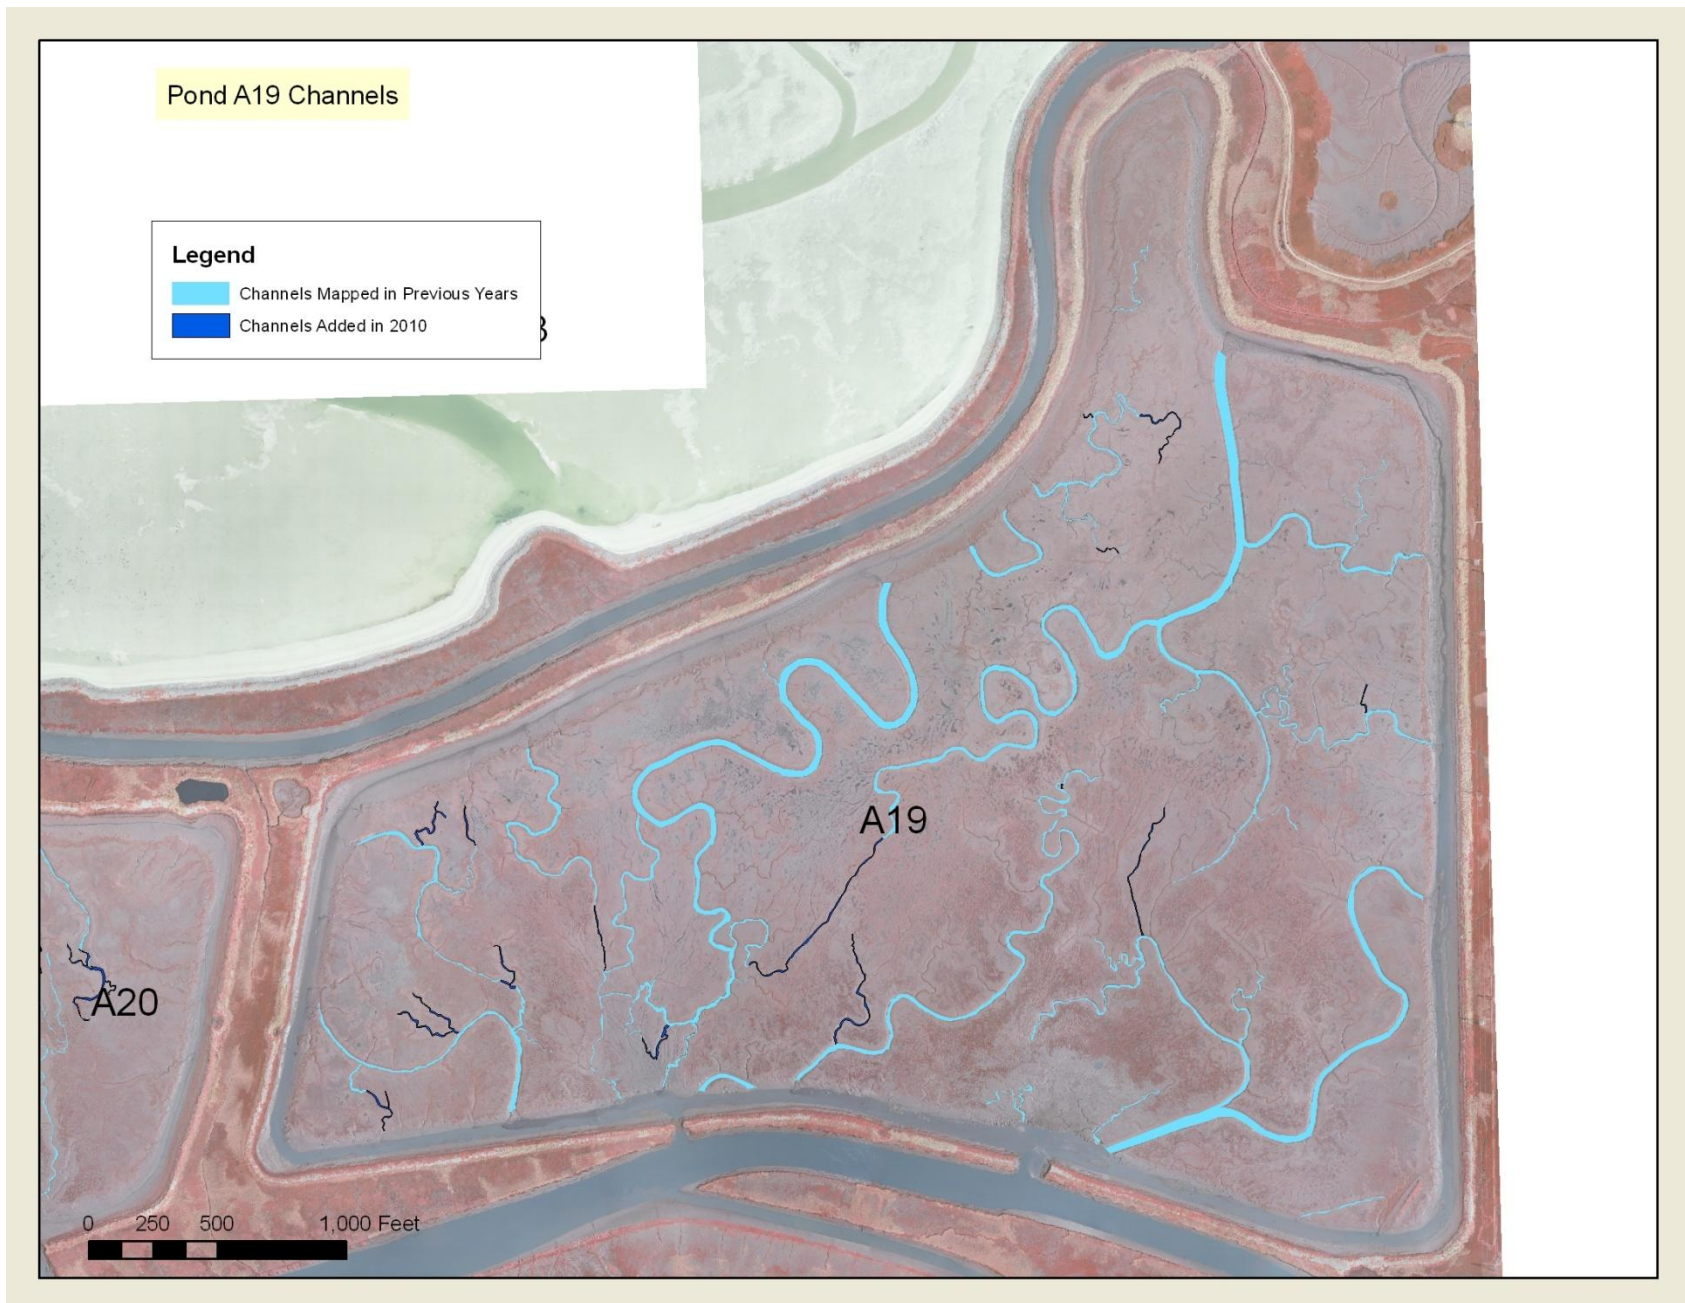 Pond A19 Channels
Legend
Channels Mapped in Previous Years
Channels Added in 2010
A19
A20
0 250 500 1,000 Feet